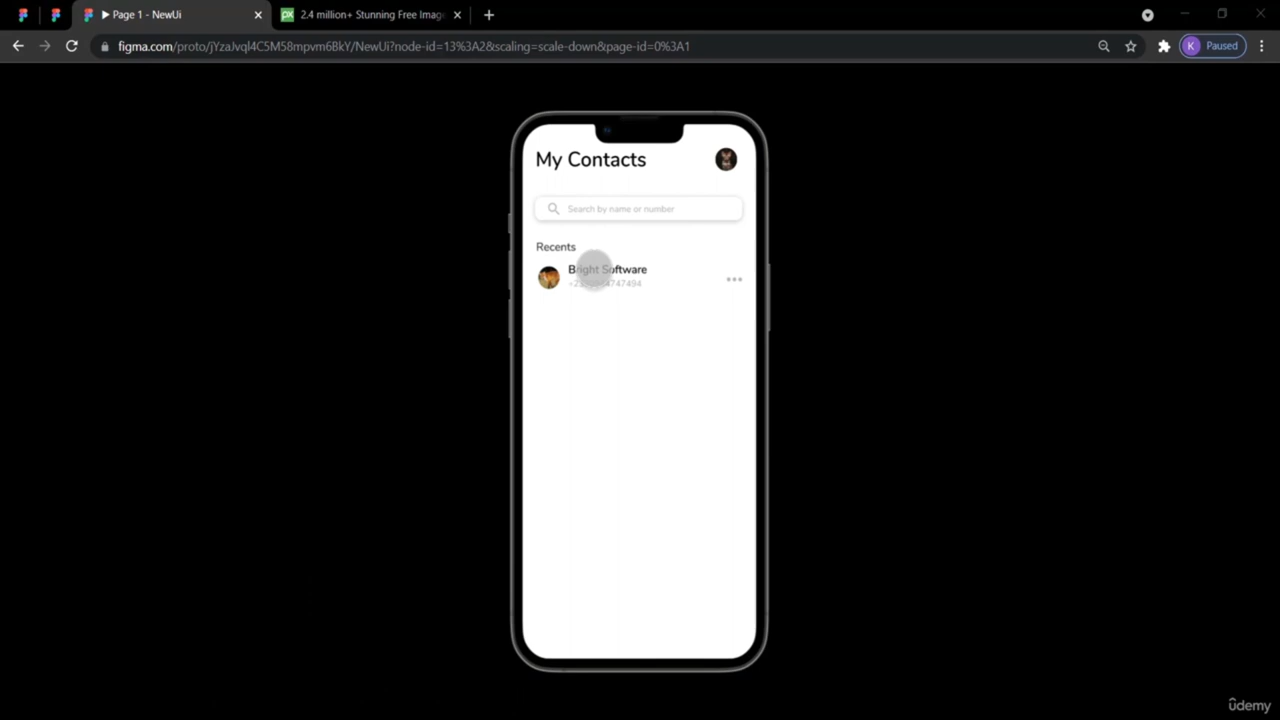 Page 1 - NewUi
2.4 million+ Stunning Free Image
figma.com/proto/jYzaJvql4C5M58mpvm6BkY/NewUi?node-id=13%3A2&scaling=scale-down&page-id=0%3A1
K Paused
My Contacts
Search by name or number
Recents
Bright Software
ûdemy